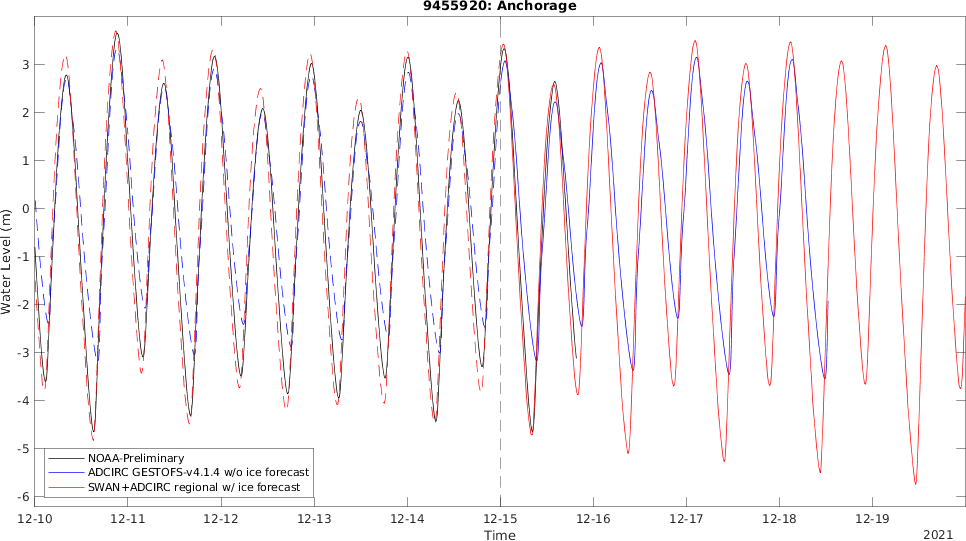 9455920: Anchorage
Water Level (m)
3
2
1
0
-1
-2
-3
-4
-5
-6
NOAA-Preliminary
ADCIRC GESTOFS-v4.1.4 w/o ice forecast
SWAN+ADCIRC regional w/ ice forecast
12-10 12-11 12-12 12-13 12-14 12-15 12-16 12-17 12-18 12-19
Time
2021